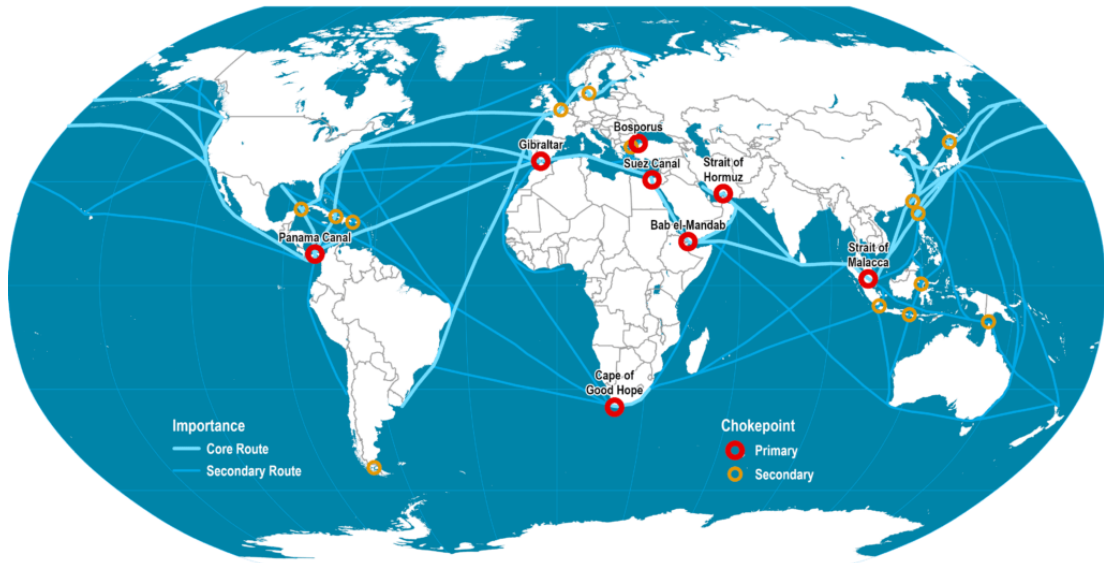 Bosporus
Gibraltar
Suez Canal
Strait of
Hormuz
Bab el-Mandab
Panama Canal
Strait of
Malacca
Cape of
Good Hope
Importance
Core Route
Secondary Route
Chokepoint
Primary
Secondary